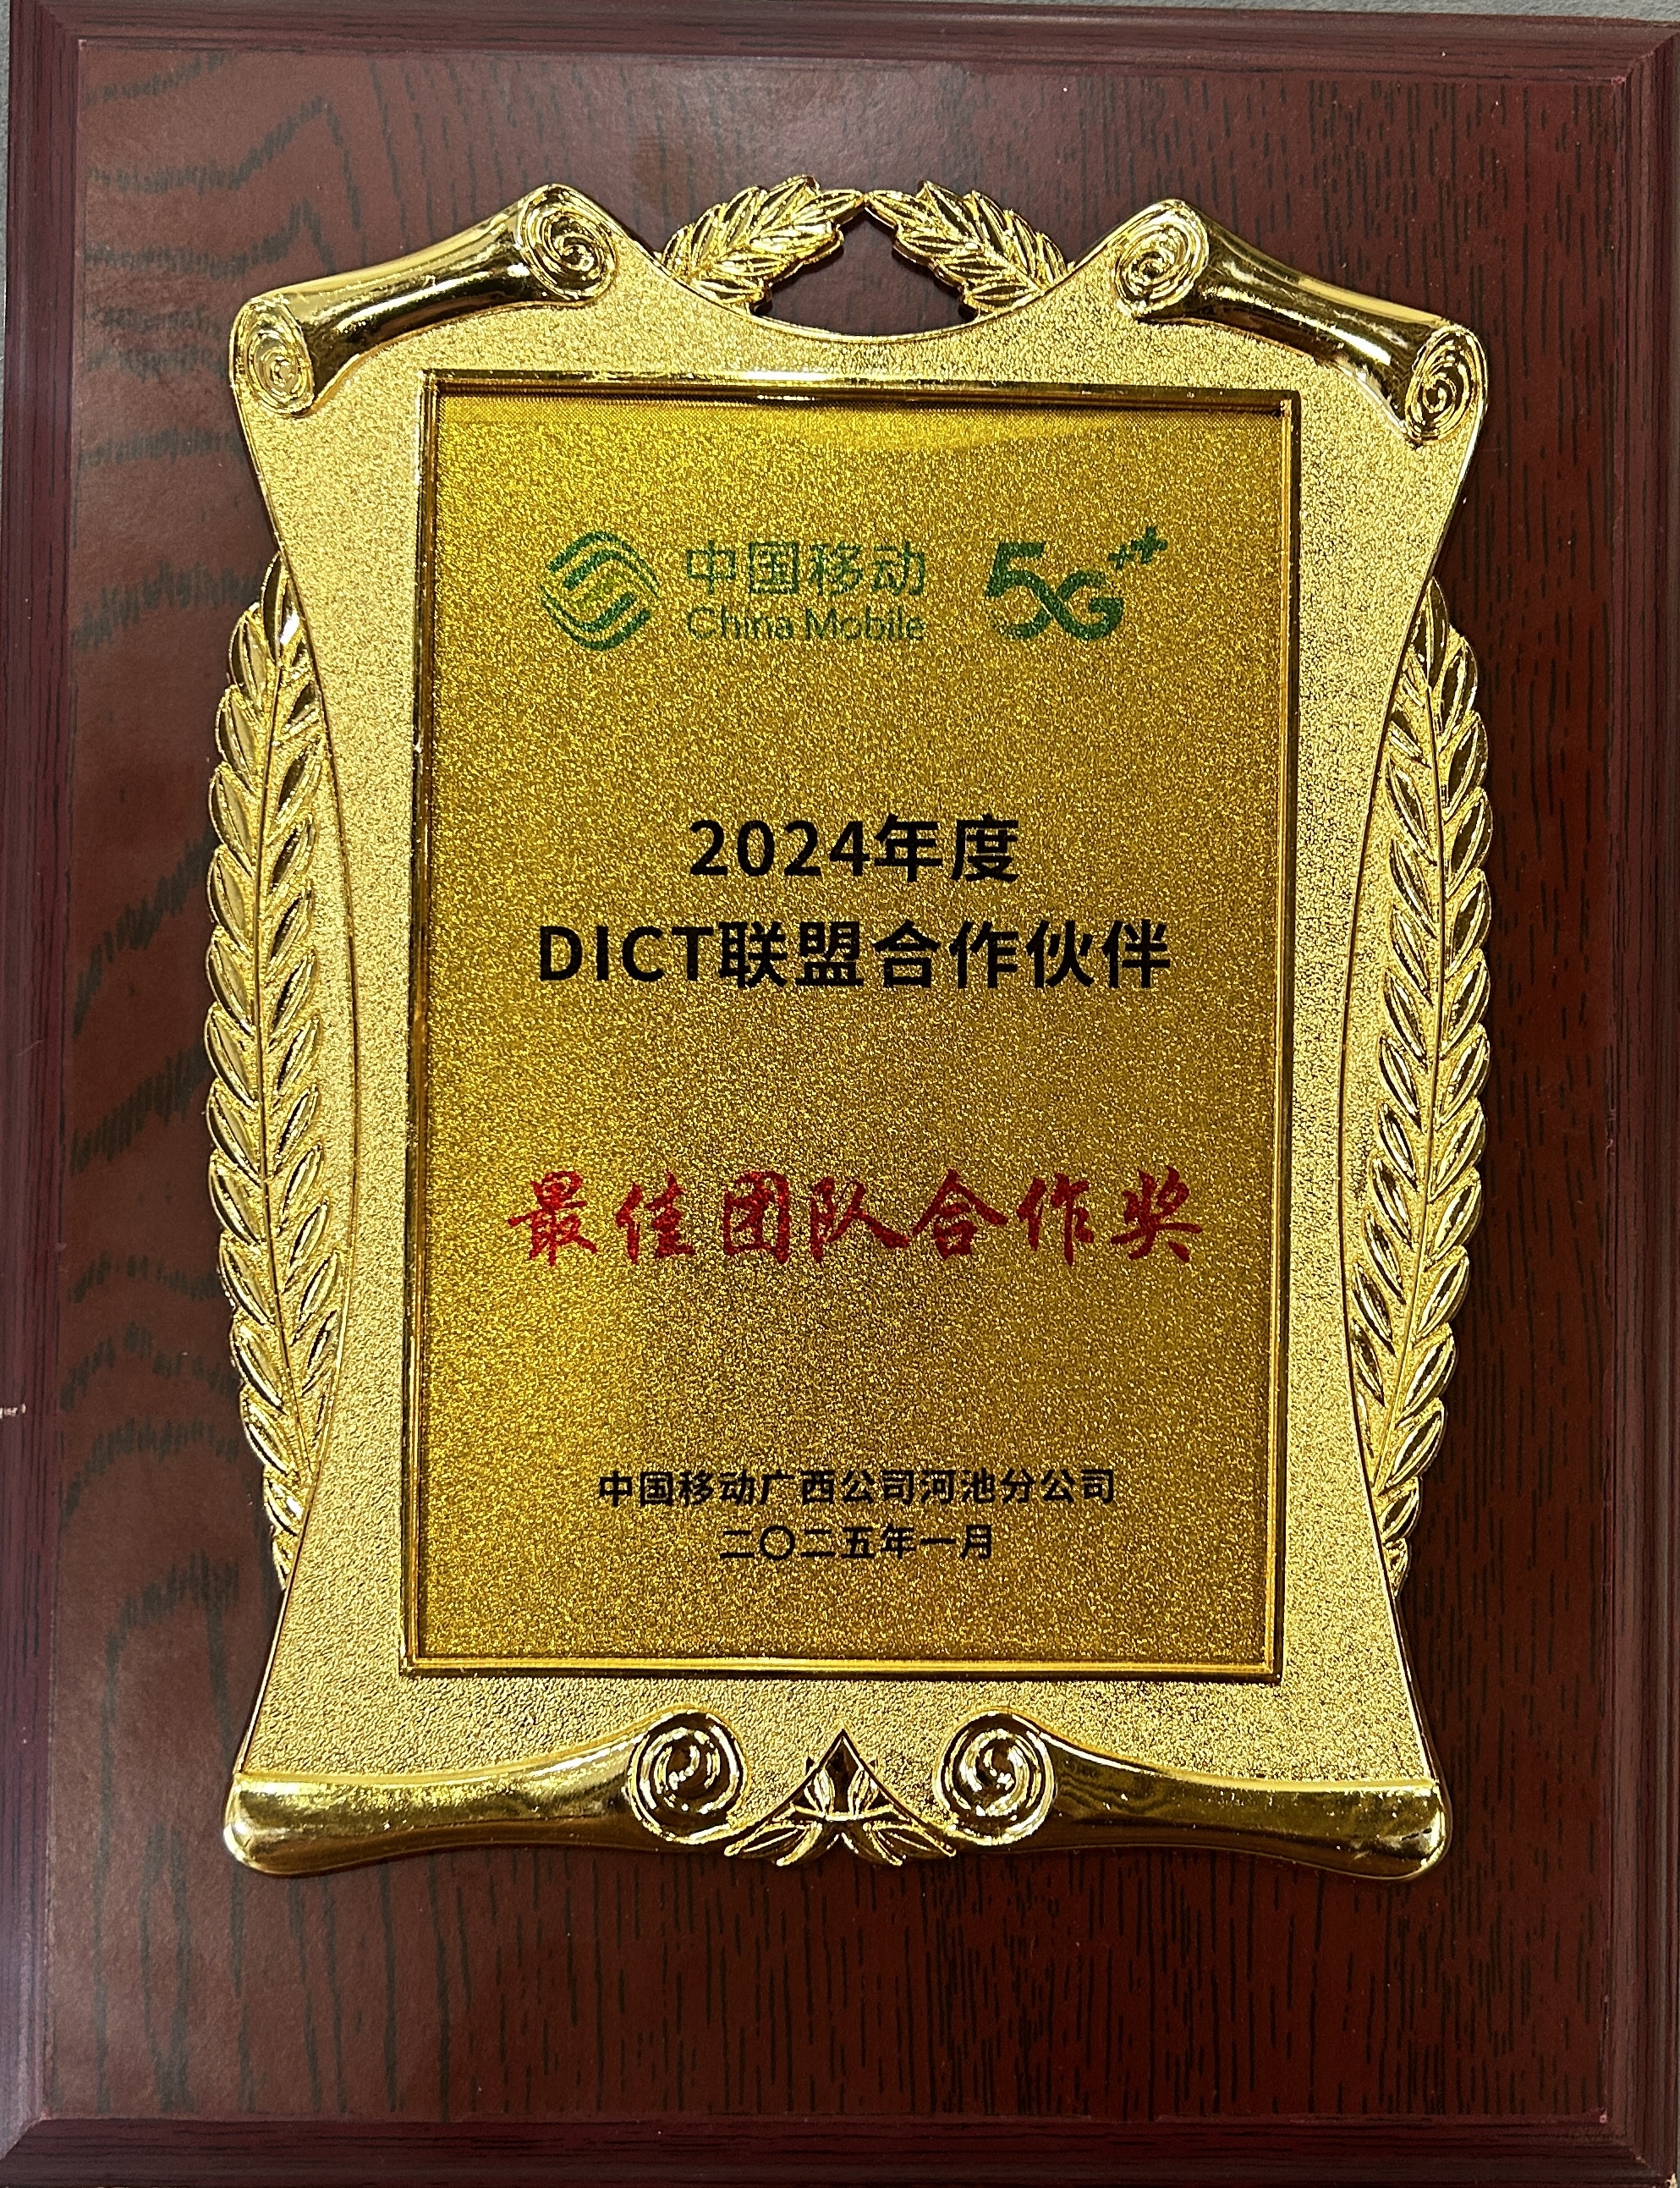 中国移动 5G++
China Mobile
2024年度
DICT联盟合作伙伴
最佳团队合作奖
中国移动广西公司河池分公司
二〇二五年一月